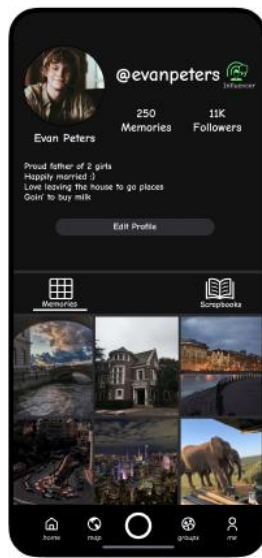 @evanpeters
Influencer
250
Memories
11K
Followers
Evan Peters
Proud father of 2 girls
Happily married :)
Love leaving the house to go places
Goin' to buy milk
Edit Profile
Memories
Scrapbooks
home
map
groups
me